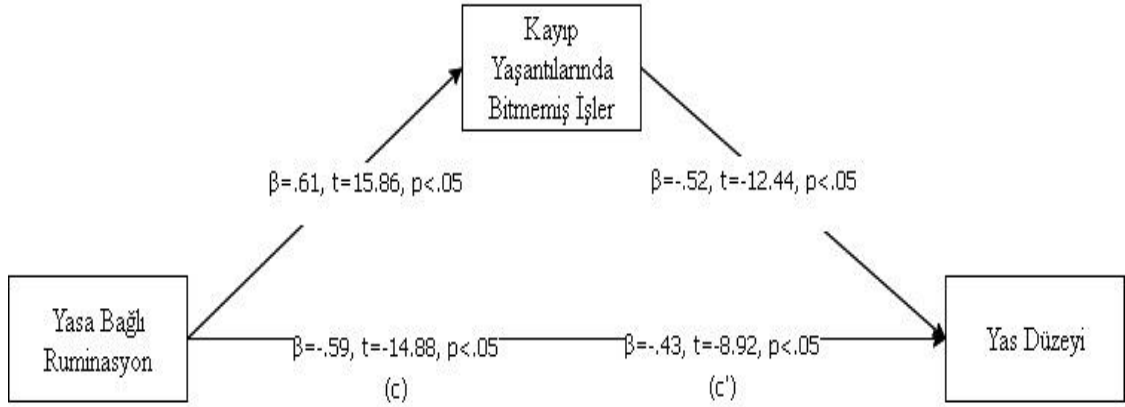 Kayıp
Yaşantılarında
Bitmemiş İşler
β=.61, t=15.86, p<.05
β=-.52, t=-12.44, p<.05
Yasa Bağlı
Ruminasyon
β=-.59, t=-14.88, p<.05
(c)
β=-.43, t=-8.92, p<.05
(c')
Yas Düzeyi